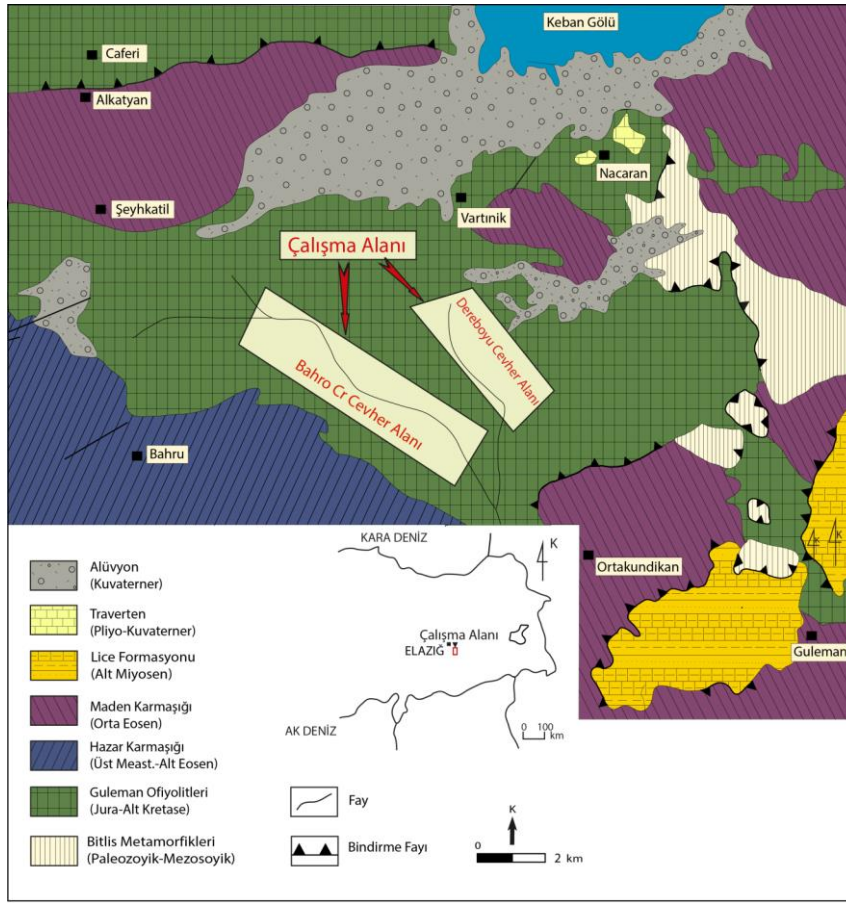 Keban Gölü
Caferi
Alkatyan
Nacaran
Şeyhkatil
Vartınik
Çalışma Alanı
Dereboyu Cevher Alanı
Bahro Cr Cevher Alanı
Bahru
Ortakundikan
Guleman
K
K
KARA DENİZ
K
Çalışma Alanı
ELAZIĞ
AK DENİZ
0 100
km
Alüvyon
(Kuvaterner)
Traverten
(Pliyo-Kuvaterner)
Lice Formasyonu
(Alt Miyosen)
Maden Karmaşığı
(Orta Eosen)
Hazar Karmaşığı
(Üst Meast.-Alt Eosen)
Guleman Ofiyolitleri
(Jura-Alt Kretase)
Bitlis Metamorfikleri
(Paleozoyik-Mezosoyik)
Fay
Bindirme Fayı
K
0
2 km